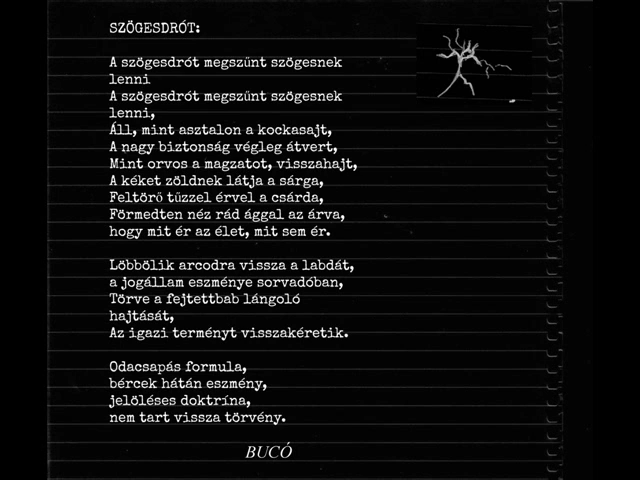 SZÖGESDRÓT:
A szögesdrót megszűnt szögesnek
lenni
A szögesdrót megszűnt szögesnek
lenni,
Áll, mint asztalon a kockasajt,
A nagy biztonság végleg átvert,
Mint orvos a magzatot, visszahajt,
A kéket zöldnek látja a sárga,
Feltörő tűzzel érvel a csárda,
Förmedten néz rád ággal az árva,
hogy mit ér az élet, mit sem ér.
Löbbölik arcodra vissza a labdát,
a jogállam eszménye sorvadóban,
Törve a fejtettbab lángoló
hajtását,
Az igazi terményt visszakéretik.
Odacsapás formula,
bércek hátán eszmény,
jelöléses doktrína,
nem tart vissza törvény.
BUCÓ